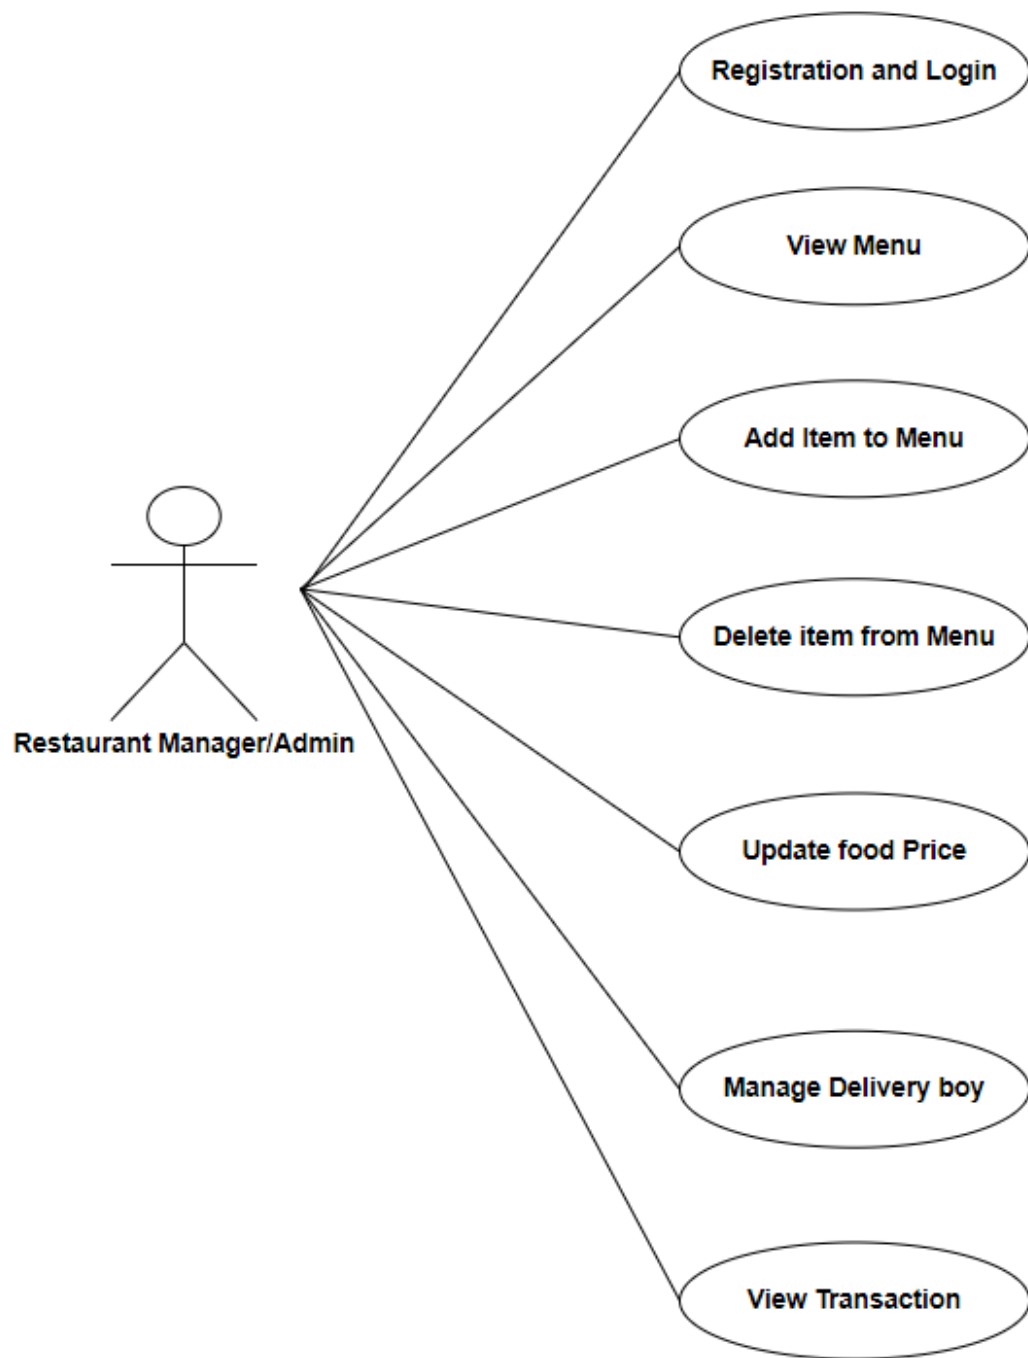 Registration and Login
View Menu
Add Item to Menu
Delete item from Menu
Restaurant Manager/Admin
Update food Price
Manage Delivery boy
View Transaction